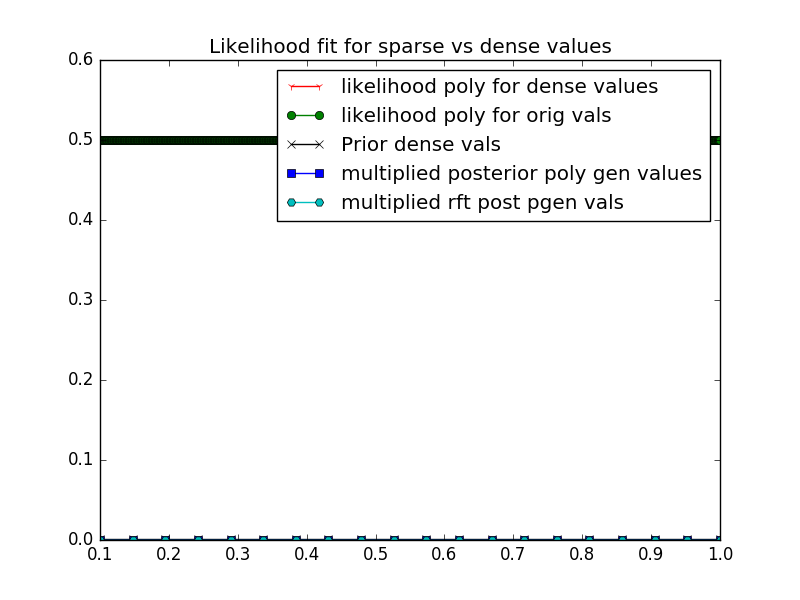 Likelihood fit for sparse vs dense values
0.6
0.5
0.4
0.3
0.2
0.1
0.0
likelihood poly for dense values
likelihood poly for orig vals
Prior dense vals
multiplied posterior poly gen values
multiplied rft post pgen vals
0.1 0.2 0.3 0.4 0.5 0.6 0.7 0.8 0.9 1.0